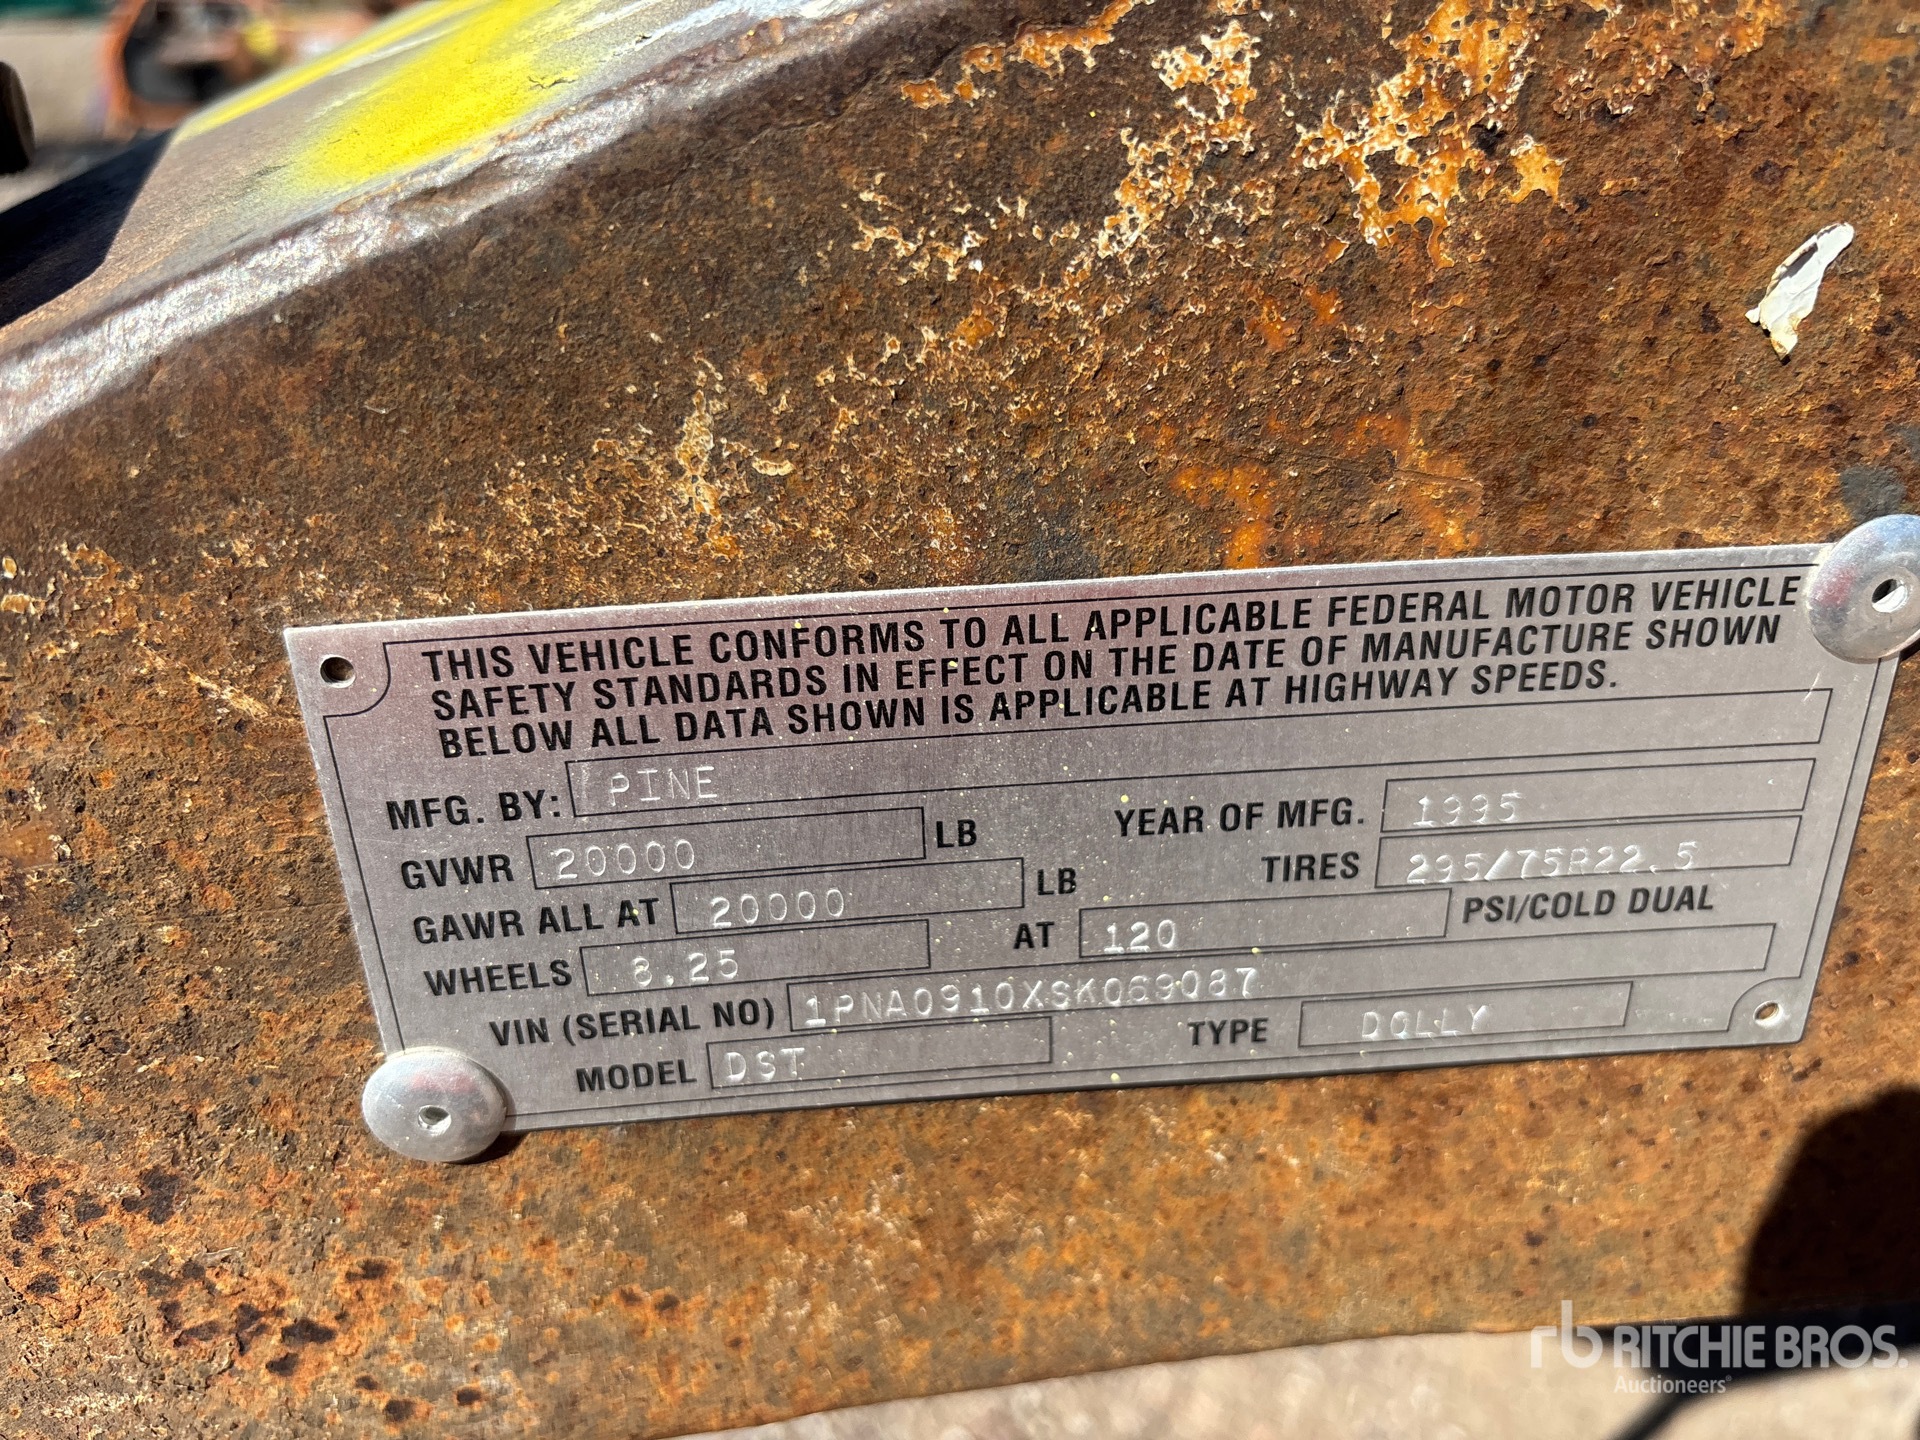 THIS VEHICLE CONFORMS TO ALL APPLICABLE FEDERAL MOTOR VEHICLE
SAFETY STANDARDS IN EFFECT ON THE DATE OF MANUFACTURE SHOWN
BELOW ALL DATA SHOWN IS APPLICABLE AT HIGHWAY SPEEDS.
MFG. BY: PINE
GVWR 20000 LB YEAR OF MFG. 1995
GAWR ALL AT 20000 LB TIRES 295/75R22.5
WHEELS 8.25 AT 120 PSI/COLD DUAL
VIN (SERIAL NO) 1PNA0910XSK069087
MODEL DST TYPE DOLLY
rb RITCHIE BROS.
Auctioneers